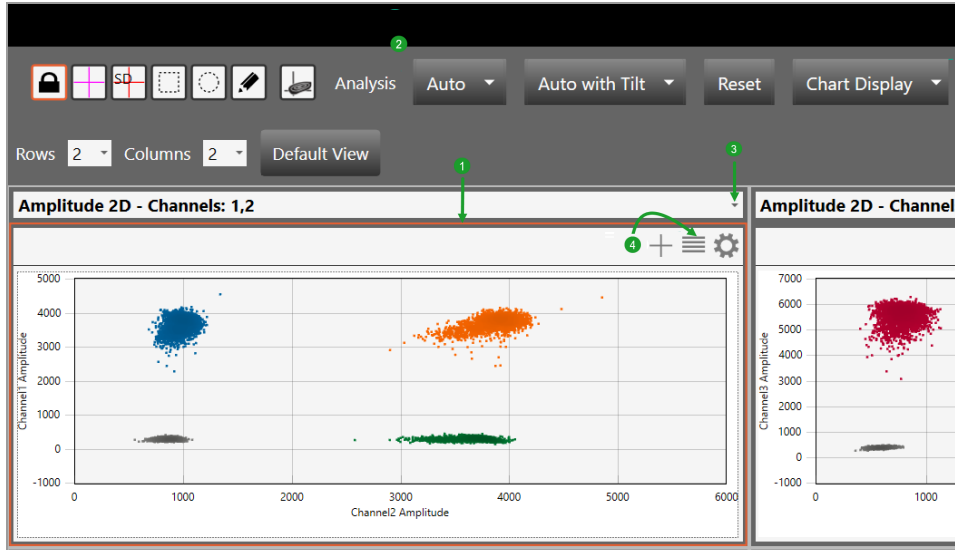 2
SD
Analysis Auto Auto with Tilt Reset Chart Display
Rows 2 Columns 2 Default View
1
3
Amplitude 2D - Channels: 1,2
Amplitude 2D - Channel
4
5000
4000
3000
2000
1000
0
-1000
Channel1 Amplitude
0 1000 2000 3000 4000 5000 6000
Channel2 Amplitude
7000
6000
5000
4000
3000
2000
1000
0
-1000
Channel3 Amplitude
0 1000